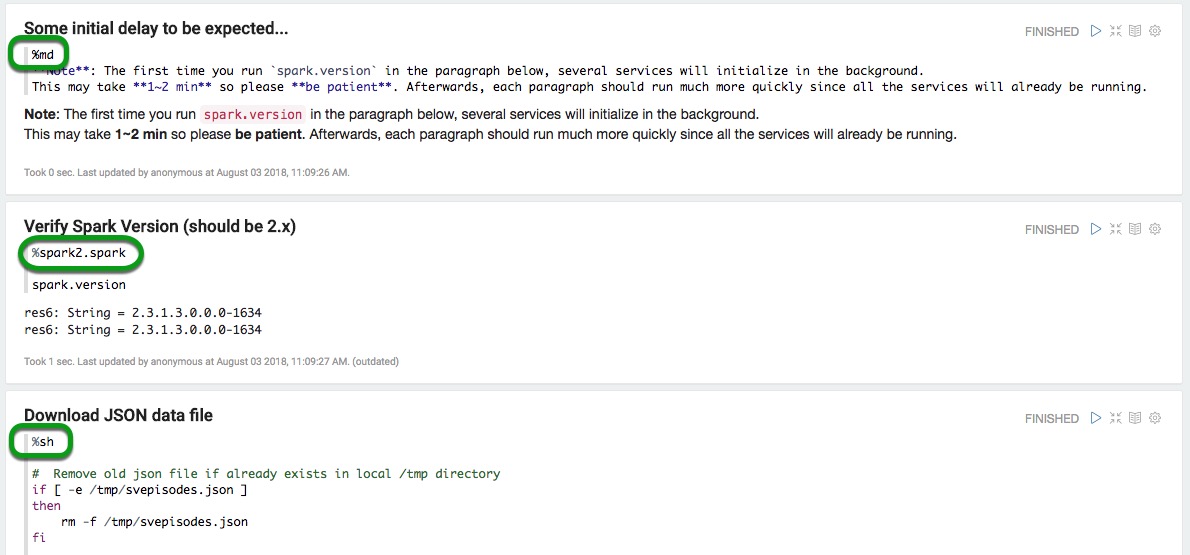 Some initial delay to be expected...
FINISHED
%md
Note**: The first time you run `spark.version` in the paragraph below, several services will initialize in the background.
This may take **1~2 min** so please **be patient**. Afterwards, each paragraph should run much more quickly since all the services will already be running.
Note: The first time you run spark.version in the paragraph below, several services will initialize in the background.
This may take 1~2 min so please be patient. Afterwards, each paragraph should run much more quickly since all the services will already be running.
Took 0 sec. Last updated by anonymous at August 03 2018, 11:09:26 AM.
Verify Spark Version (should be 2.x)
FINISHED
%spark2.spark
spark.version
res6: String = 2.3.1.3.0.0.0-1634
res6: String = 2.3.1.3.0.0.0-1634
Took 1 sec. Last updated by anonymous at August 03 2018, 11:09:27 AM. (outdated)
Download JSON data file
FINISHED
%sh
#  Remove old json file if already exists in local /tmp directory
if [ -e /tmp/svepisodes.json ]
then
    rm -f /tmp/svepisodes.json
fi